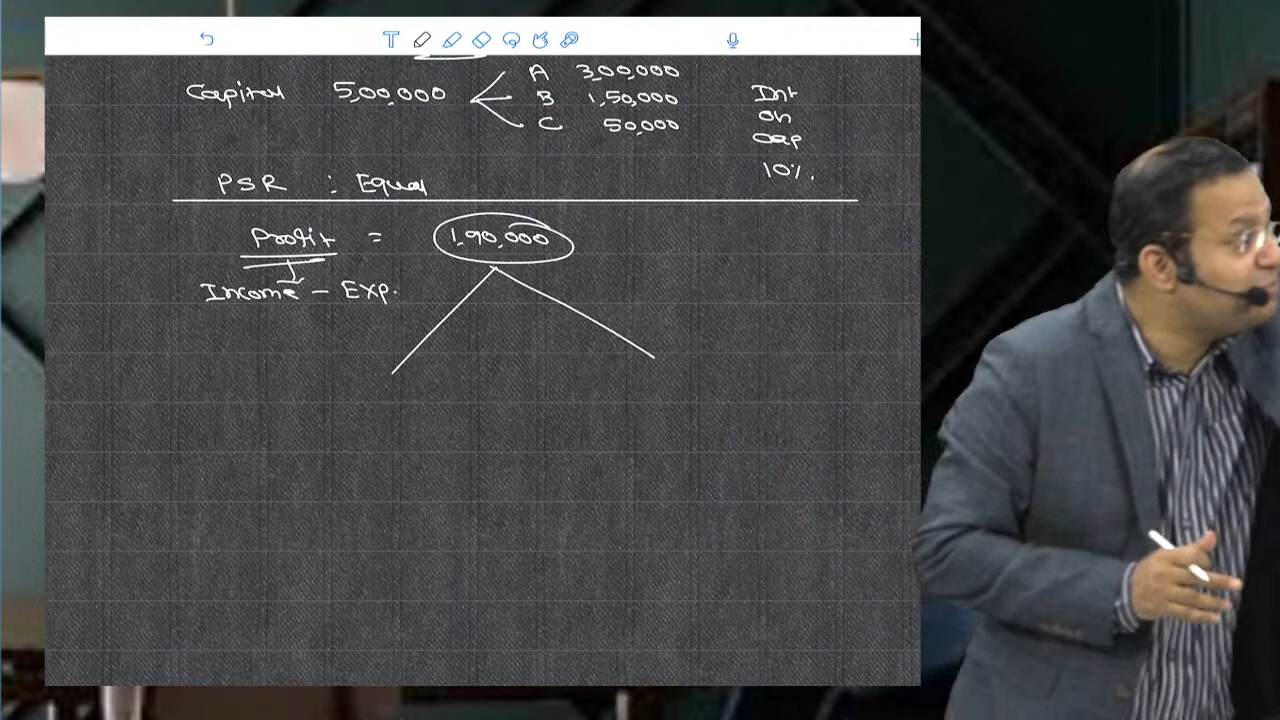 A 3,00,000
Capital 5,00,000 B 1,50,000 Int
C 50,000 on
cap
10%.
PSR : Equal
Profit = 1,90,000
Income - Exp.